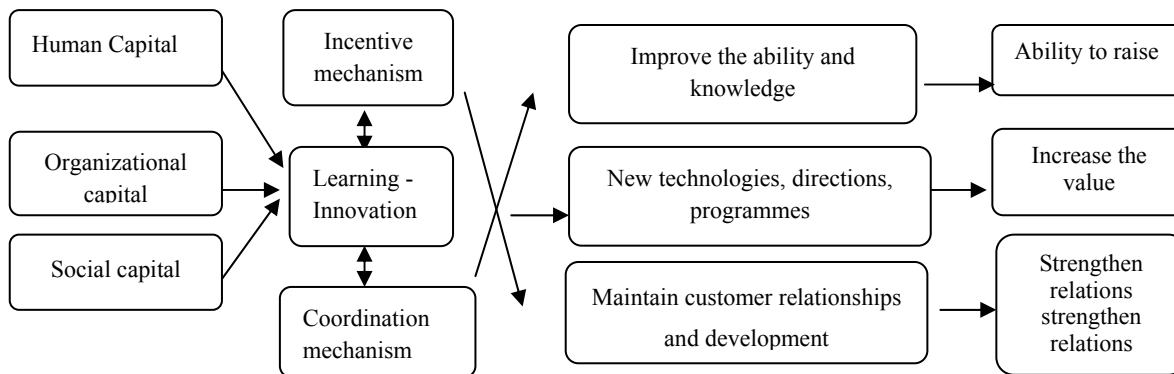 Human Capital
Organizational
capital
Social capital
Incentive
mechanism
Learning -
Innovation
Coordination
mechanism
Improve the ability and
knowledge
New technologies, directions,
programmes
Maintain customer relationships
and development
Ability to raise
Increase the
value
Strengthen
relations
strengthen
relations